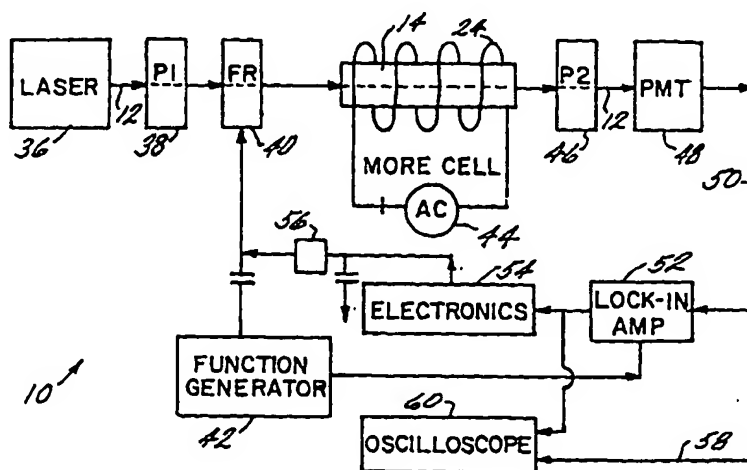 LASER
36
12
P1
38
FR
40
14
24
MORE CELL
AC
44
P2
46
12
PMT
48
50
56
54
ELECTRONICS
52
LOCK-IN
AMP
FUNCTION
GENERATOR
42
10
60
OSCILLOSCOPE
58